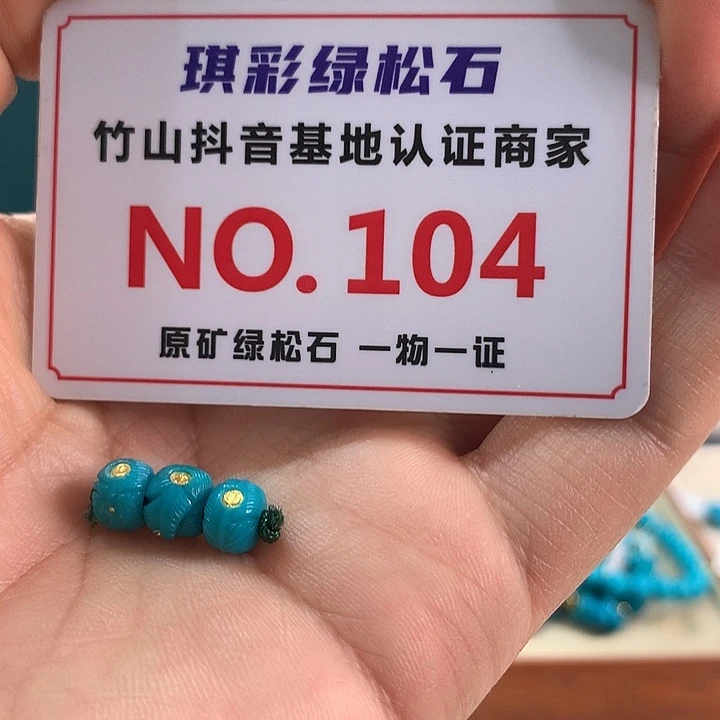 琪彩绿松石
竹山抖音基地认证商家
NO.104
原矿绿松石 一物一证